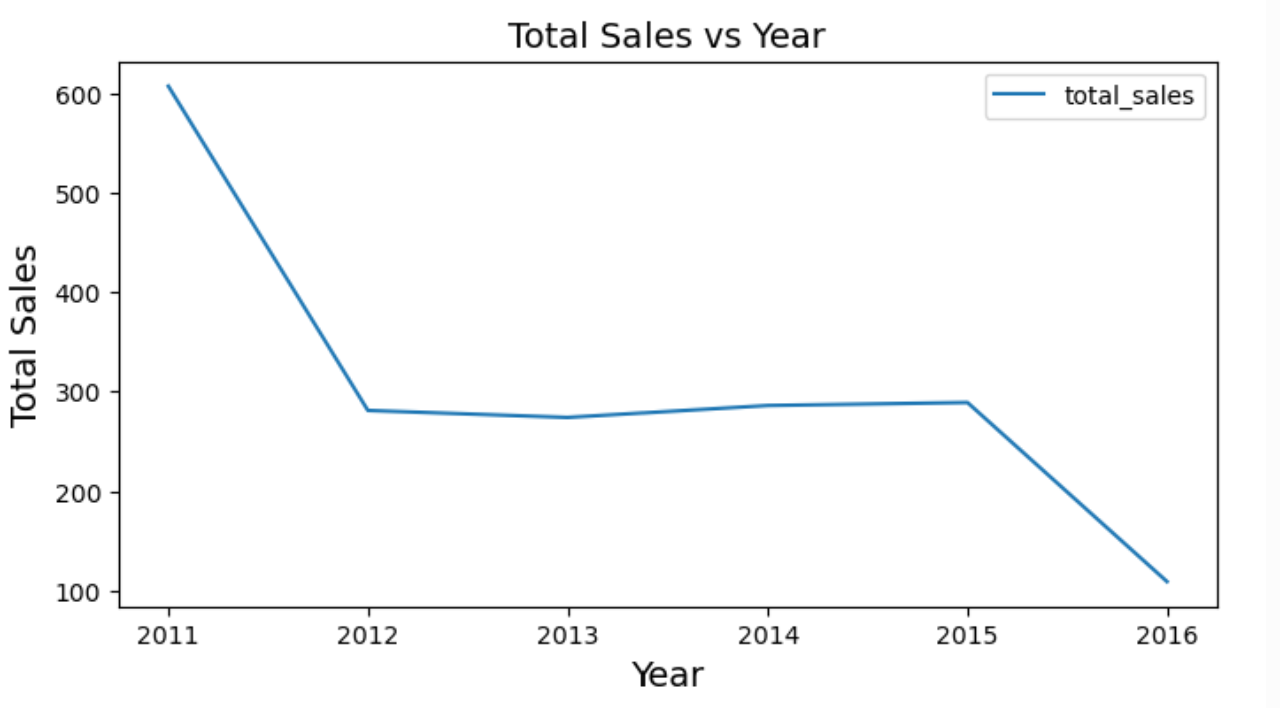 Total Sales vs Year
total_sales
Total Sales
600
500
400
300
200
100
2011 2012 2013 2014 2015 2016
Year